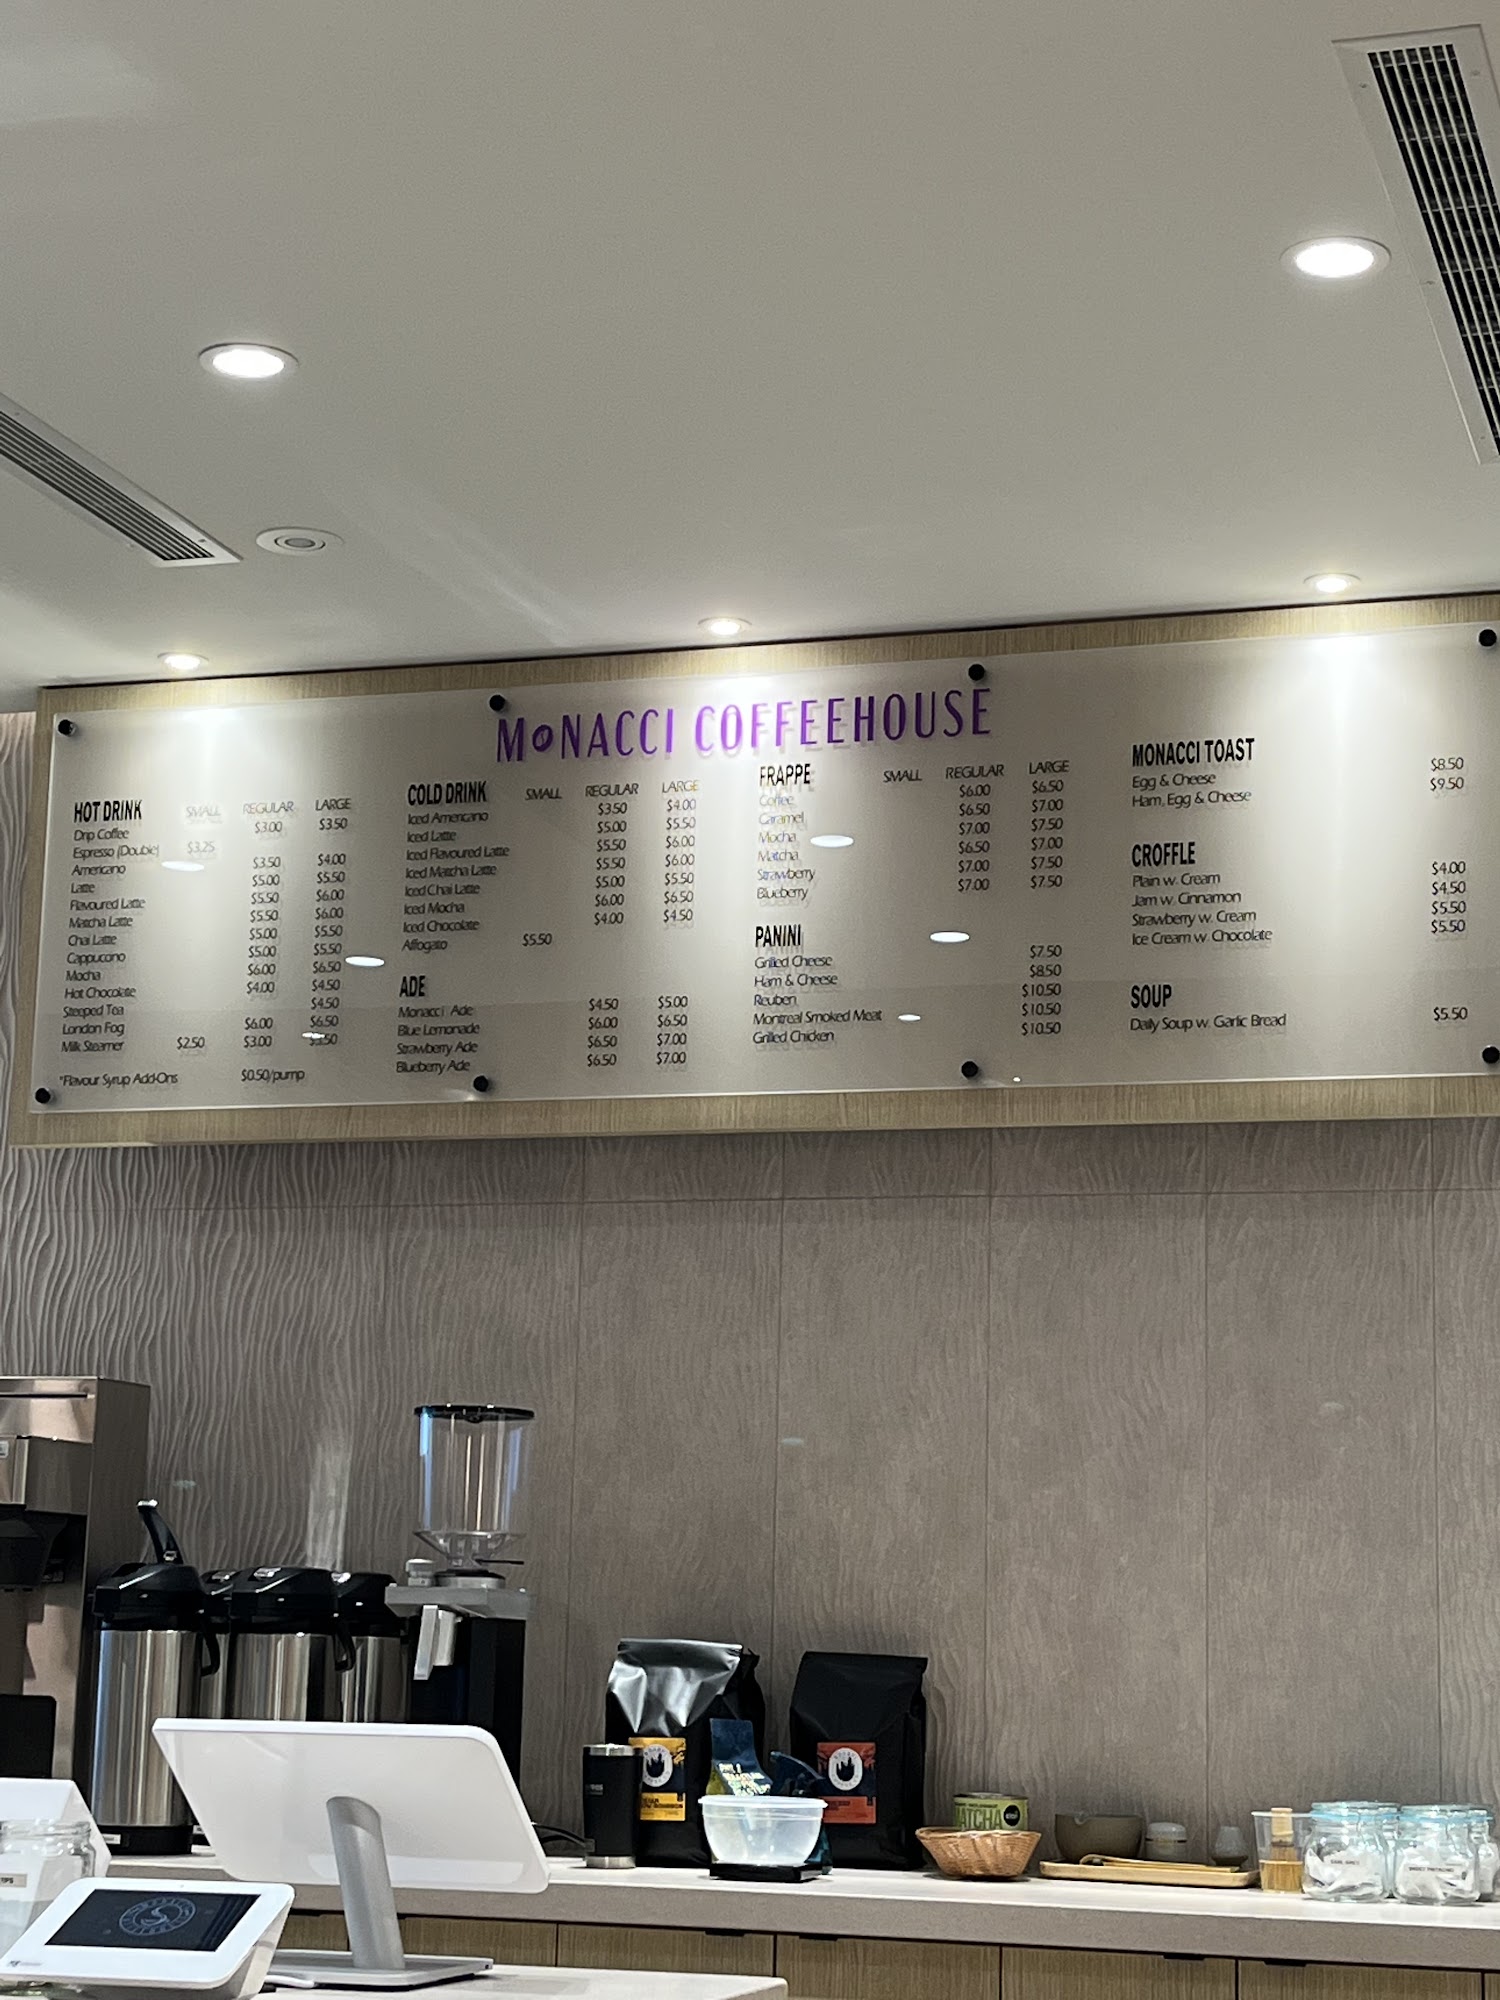 MONACCI COFFEEHOUSE
HOT DRINK SMALL REGULAR LARGE
Drip Coffee $3.00 $3.50
Espresso (Double) $3.25
Americano $3.50 $4.00
Latte $5.00 $5.50
Flavoured Latte $5.50 $6.00
Matcha Latte $5.50 $6.00
Chai Latte $5.00 $5.50
Cappucono $5.00 $5.50
Mocha $6.00 $6.50
Hot Chocolate $4.00 $4.50
Steeped Tea $4.50
London Fog $6.00 $6.50
Milk Steamer $2.50 $3.00
*Flavour Syrup Add-Ons $0.50/pump
COLD DRINK SMALL REGULAR LARGE
Iced Americano $3.50 $4.00
Iced Latte $5.00 $5.50
Iced Flavoured Latte $5.50 $6.00
Iced Matcha Latte $5.50 $6.00
Iced Chai Latte $5.00 $5.50
Iced Mocha $6.00 $6.50
Iced Chocolate $4.00 $4.50
Affogato $5.50
ADE
Monacci Ade $4.50 $5.00
Blue Lemonade $6.00 $6.50
Strawberry Ade $6.50 $7.00
Blueberry Ade $6.50 $7.00
FRAPPE SMALL REGULAR LARGE
Coffee $6.00 $6.50
Caramel $6.50 $7.00
Mocha $7.00 $7.50
Matcha $6.50 $7.00
Strawberry $7.00 $7.50
Blueberry $7.00 $7.50
PANINI
Grilled Cheese $7.50
Ham & Cheese $8.50
Reuben $10.50
Montreal Smoked Meat $10.50
Grilled Chicken $10.50
MONACCI TOAST
Egg & Cheese $8.50
Ham, Egg & Cheese $9.50
CROFFLE
Plain w. Cream $4.00
Jam w. Cinnamon $4.50
Strawberry w. Cream $5.50
Ice Cream w. Chocolate $5.50
SOUP
Daily Soup w. Garlic Bread $5.50
MATCHA